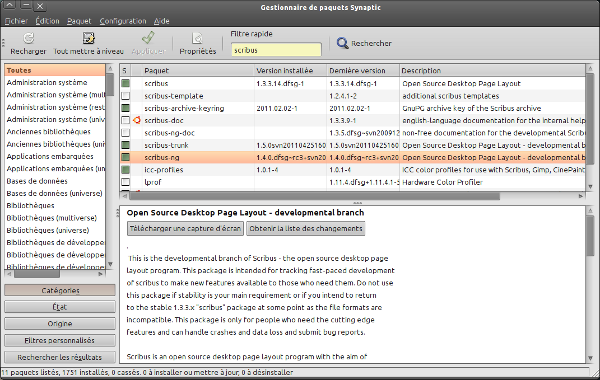 Gestionnaire de paquets Synaptic
Fichier Édition Paquet Configuration Aide
Filtre rapide
Recharger Tout mettre à niveau Appliquer Propriétés scribus Rechercher
Toutes
Administration système
Administration système (mul
Administration système (rest
Administration système (univ
Anciennes bibliothèques
Anciennes bibliothèques (uni
Applications embarquées
Applications embarquées (un
Bases de données
Bases de données (universe)
Bibliothèques
Bibliothèques (multiverse)
Bibliothèques (universe)
Bibliothèques de développem
Bibliothèques de développem
Bibliothèques de développem
Catégories
État
Origine
Filtres personnalisés
Rechercher les résultats
S Paquet Version installée Dernière version Description
scribus 1.3.3.14.dfsg-1 1.3.3.14.dfsg-1 Open Source Desktop Page Layout
scribus-template 1.2.4.1-2 additional scribus templates
scribus-archive-keyring 2011.02.02-1 2011.02.02-1 GnuPG archive key of the Scribus archive
scribus-doc 1.3.3.9-1 english-language documentation for the internal help
scribus-ng-doc 1.3.5.dfsg~svn200912 non-free documentation for the developmental Scrib
scribus-trunk 1.5.0svn20110425160 1.5.0svn20110425160 Open Source Desktop Page Layout - developmental b
scribus-ng 1.4.0.dfsg~rc3~svn20 1.4.0.dfsg~rc3~svn20 Open Source Desktop Page Layout - developmental b
icc-profiles 1.0.1-4 1.0.1-4 ICC color profiles for use with Scribus, Gimp, CinePaint
lprof 1.11.4.dfsg+1.11.4.1-5 Hardware Color Profiler
Open Source Desktop Page Layout - developmental branch
Télécharger une capture d'écran Obtenir la liste des changements
.
This is the developmental branch of Scribus - the open source desktop page
layout program. This package is intended for tracking fast-paced development
of scribus to make new features available to those who need them. Do not use
this package if stability is your main requirement or if you intend to return
to the stable 1.3.3.x "scribus" package at some point as the file formats are
incompatible. This package is only for people who need the cutting edge
features and can handle crashes and data loss and submit bug reports.
Scribus is an open source desktop page layout program with the aim of
11 paquets listés, 1751 installés, 0 cassés. 0 à installer ou mettre à jour, 0 à désinstaller